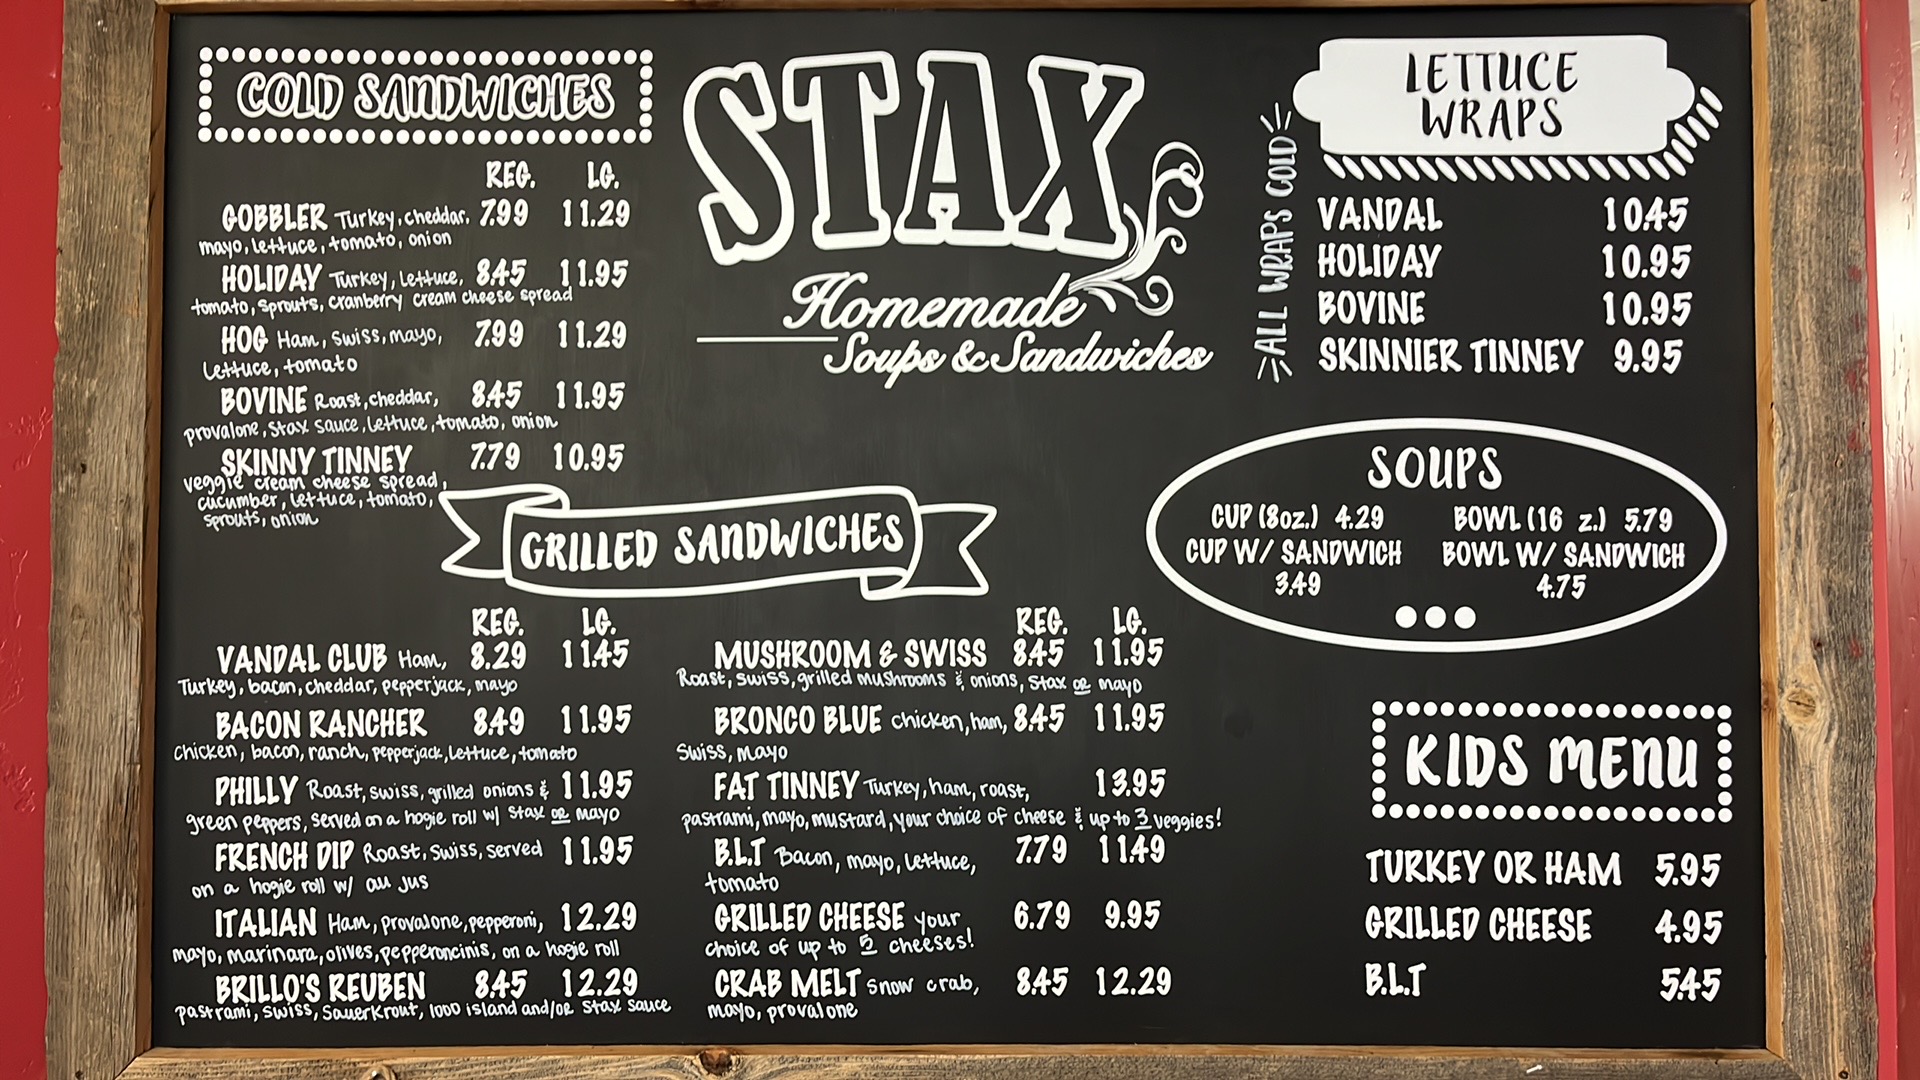 COLD SANDWICHES
REG. LG.
GOBBLER Turkey, cheddar, 7.99 11.29
mayo, lettuce, tomato, onion
HOLIDAY Turkey, Lettuce, 8.45 11.95
tomato, sprouts, cranberry cream cheese spread
HOG Ham, swiss, mayo, 7.99 11.29
Lettuce, tomato
BOVINE Roast, cheddar, 8.45 11.95
provalone, Stax sauce, lettuce, tomato, onion
SKINNY TINNEY 7.79 10.95
veggie cream cheese spread,
cucumber, lettuce, tomato,
sprouts, onion
STAX
Homemade
Soups & Sandwiches
LETTUCE
WRAPS
ALL WRAPS COLD
VANDAL 10.45
HOLIDAY 10.95
BOVINE 10.95
SKINNIER TINNEY 9.95
SOUPS
CUP (8oz.) 4.29 BOWL (16 z.) 5.79
CUP W/ SANDWICH BOWL W/ SANDWICH
3.49 4.75
GRILLED SANDWICHES
REG. LG.
VANDAL CLUB Ham, 8.29 11.45
Turkey, bacon, cheddar, pepperjack, mayo
BACON RANCHER 8.49 11.95
Chicken, bacon, ranch, pepperjack, lettuce, tomato
PHILLY Roast, swiss, grilled onions & 11.95
green peppers, served on a hogie roll w/ Stax or mayo
FRENCH DIP Roast, swiss, served 11.95
on a hogie roll w/ au jus
ITALIAN Ham, provalone, pepperoni, 12.29
mayo, marinara, olives, pepperoncinis, on a hogie roll
BRILLO'S REUBEN 8.45 12.29
pastrami, swiss, Sauerkrout, 1000 island and/or Stax sauce
REG. LG.
MUSHROOM & SWISS 8.45 11.95
Roast, swiss, grilled mushrooms & onions, Stax or mayo
BRONCO BLUE chicken, ham, 8.45 11.95
Swiss, mayo
FAT TINNEY Turkey, ham, roast, 13.95
pastrami, mayo, mustard, your choice of cheese & up to 3 veggies!
B.L.T Bacon, mayo, lettuce, 7.79 11.49
tomato
GRILLED CHEESE your 6.79 9.95
choice of up to 5 cheeses!
CRAB MELT Snow crab, 8.45 12.29
mayo, provalone
KIDS MENU
TURKEY OR HAM 5.95
GRILLED CHEESE 4.95
B.L.T 5.45